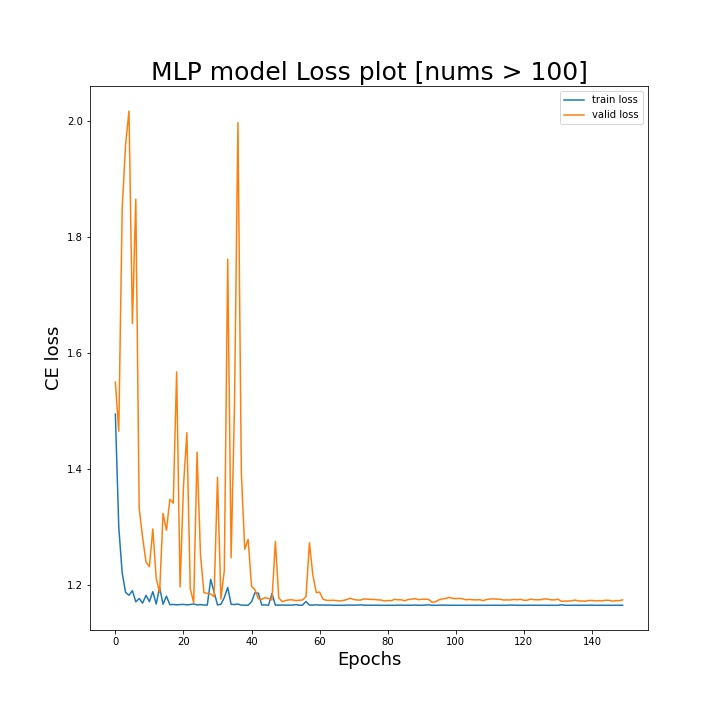 MLP model Loss plot [nums > 100]
train loss
valid loss
CE loss
2.0
1.8
1.6
1.4
1.2
0 20 40 60 80 100 120 140
Epochs